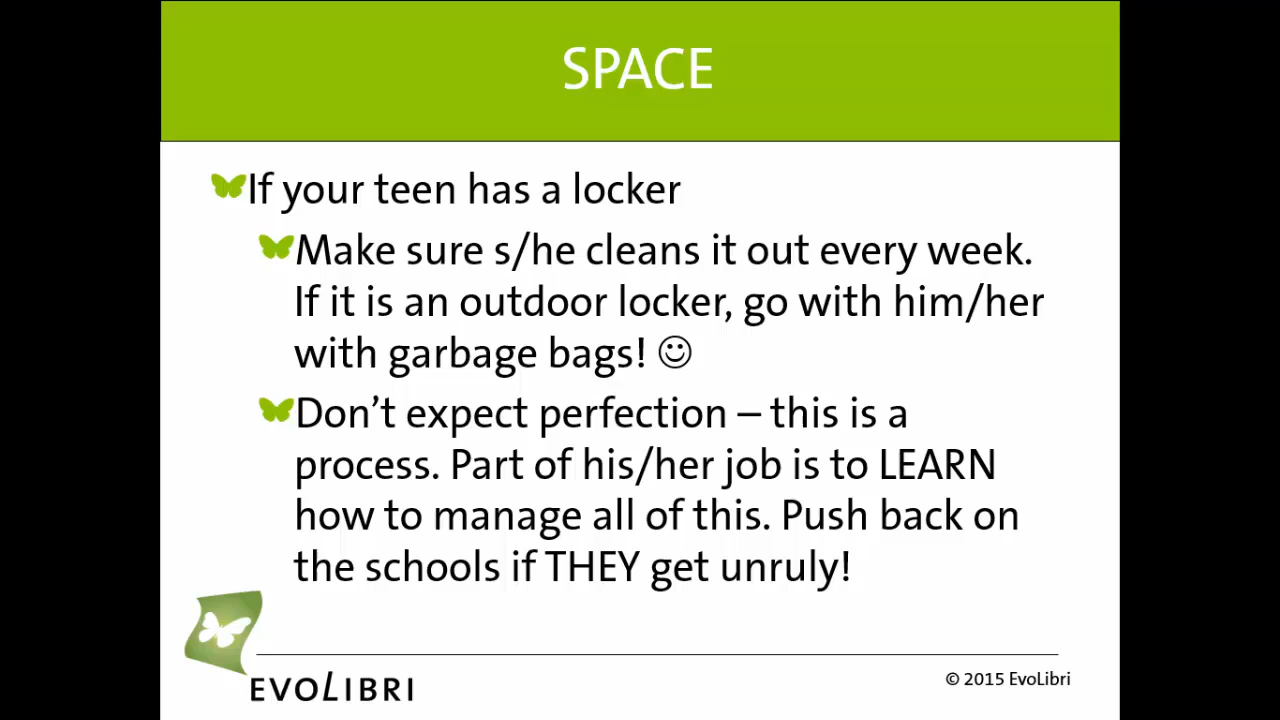 SPACE
If your teen has a locker
Make sure s/he cleans it out every week.
If it is an outdoor locker, go with him/her
with garbage bags! ☺
Don’t expect perfection – this is a
process. Part of his/her job is to LEARN
how to manage all of this. Push back on
the schools if THEY get unruly!
EVOLIBRI
© 2015 EvoLibri